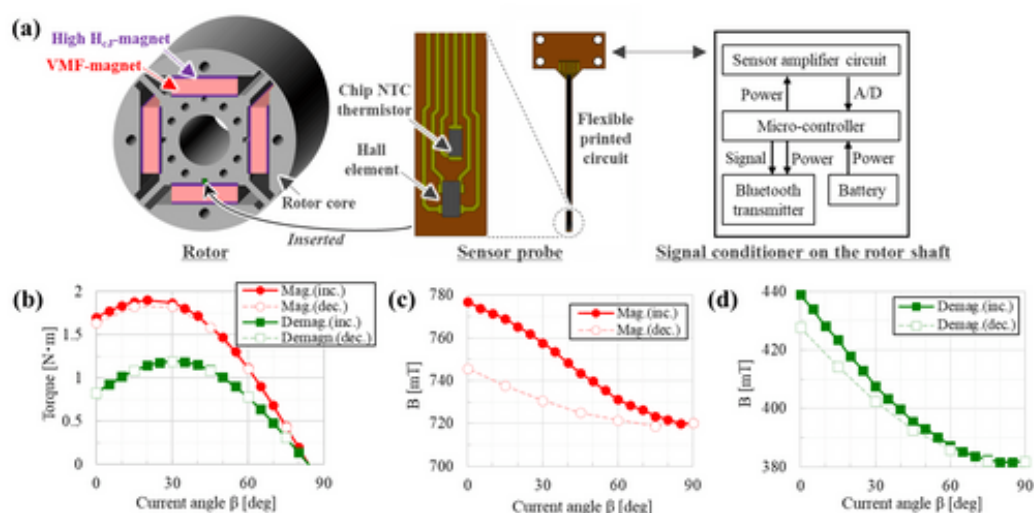 (a)
High H_cJ-magnet
VMF-magnet
Rotor core
Inserted
Rotor
Chip NTC
thermistor
Hall
element
Flexible
printed
circuit
Sensor probe
Sensor amplifier circuit
Power
A/D
Micro-controller
Signal
Power
Power
Bluetooth
transmitter
Battery
Signal conditioner on the rotor shaft
(b)
Torque [N·m]
2
1.5
1
0.5
0
0
30
60
90
Current angle β [deg]
Mag.(inc.)
Mag.(dec.)
Demag.(inc.)
Demagn.(dec.)
(c)
B [mT]
780
760
740
720
700
0
30
60
90
Current angle β [deg]
Mag.(inc.)
Mag.(dec.)
(d)
B [mT]
440
420
400
380
0
30
60
90
Current angle β [deg]
Demag.(inc.)
Demag.(dec.)